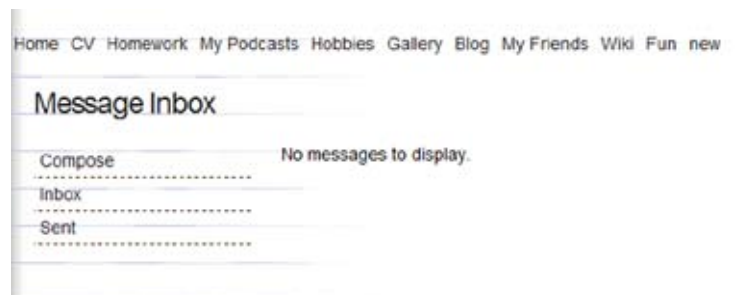 Home CV Homework My Podcasts Hobbies Gallery Blog My Friends Wiki Fun new
Message Inbox
Compose
No messages to display.
Inbox
Sent